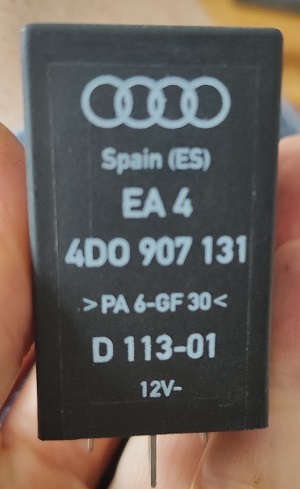 Spain (ES)
EA 4
4D0 907 131
>PA 6-GF 30<
D 113-01
12V-